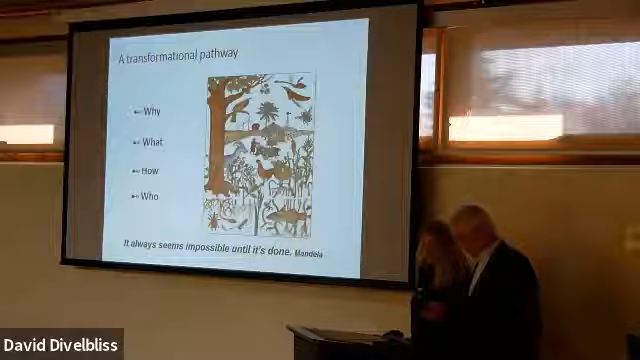 A transformational pathway
Why
What
How
Who
It always seems impossible until it's done. Mandela
David Divelbliss